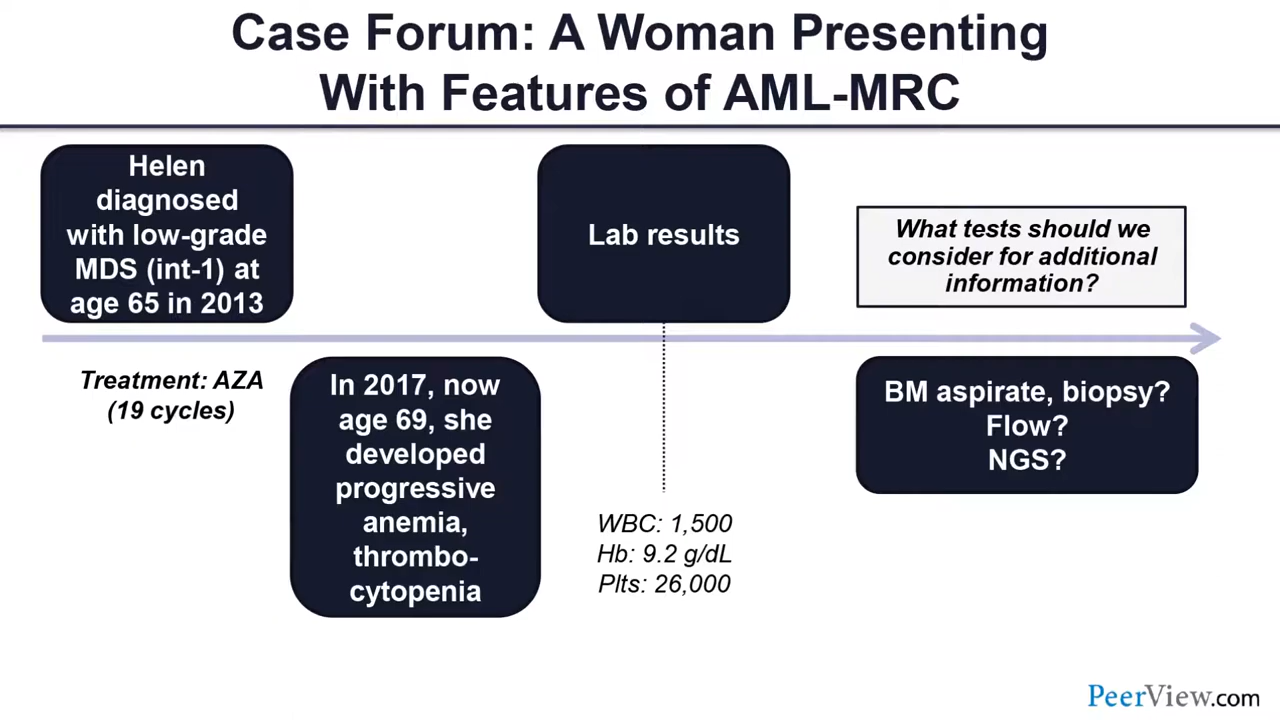 Case Forum: A Woman Presenting
With Features of AML-MRC
Helen
diagnosed
with low-grade
MDS (int-1) at
age 65 in 2013
Treatment: AZA
(19 cycles)
In 2017, now
age 69, she
developed
progressive
anemia,
thrombo-
cytopenia
Lab results
WBC: 1,500
Hb: 9.2 g/dL
Plts: 26,000
What tests should we
consider for additional
information?
BM aspirate, biopsy?
Flow?
NGS?
PeerView.com